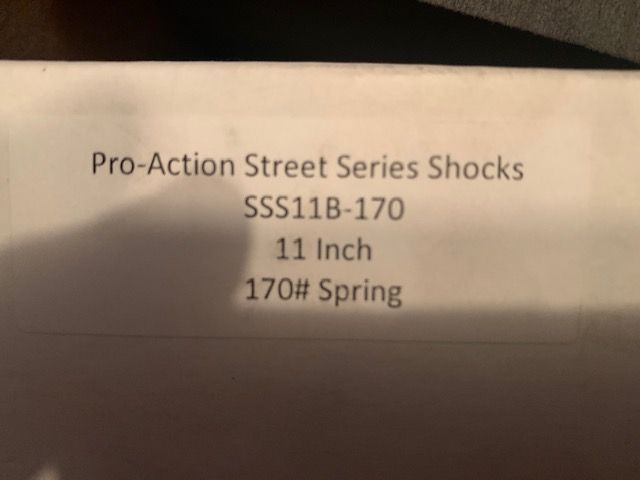 Pro-Action Street Series Shocks
SSS11B-170
11 Inch
170# Spring